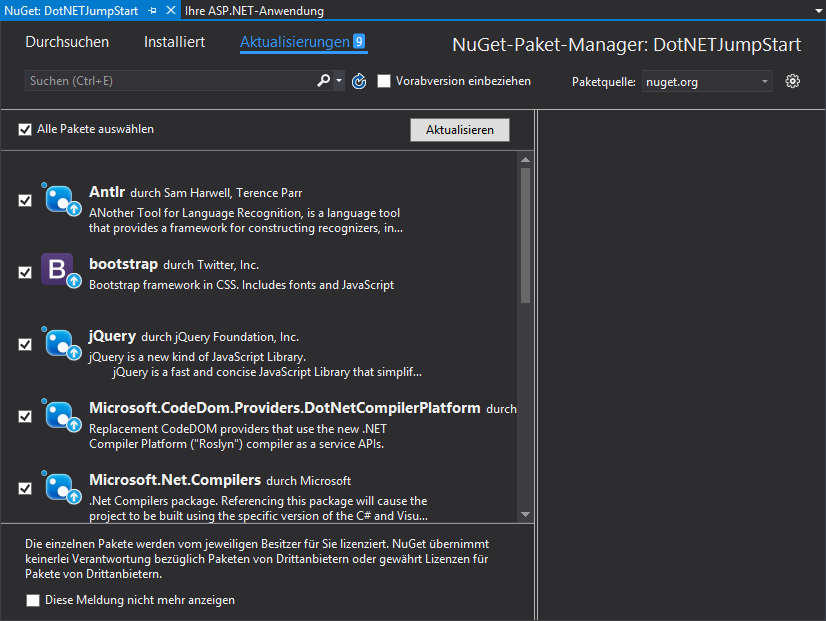 NuGet: DotNETJumpStart
Ihre ASP.NET-Anwendung
Durchsuchen Installiert Aktualisierungen 9
NuGet-Paket-Manager: DotNETJumpStart
Suchen (Ctrl+E)
Vorabversion einbeziehen
Paketquelle: nuget.org
Alle Pakete auswählen
Aktualisieren
Antlr durch Sam Harwell, Terence Parr
ANother Tool for Language Recognition, is a language tool
that provides a framework for constructing recognizers, in...
B
bootstrap durch Twitter, Inc.
Bootstrap framework in CSS. Includes fonts and JavaScript
jQuery durch jQuery Foundation, Inc.
jQuery is a new kind of JavaScript Library.
jQuery is a fast and concise JavaScript Library that simplif...
Microsoft.CodeDom.Providers.DotNetCompilerPlatform durch
Replacement CodeDOM providers that use the new .NET
Compiler Platform ("Roslyn") compiler as a service APIs.
Microsoft.Net.Compilers durch Microsoft
.Net Compilers package. Referencing this package will cause the
project to be built using the specific version of the C# and Visu...
Die einzelnen Pakete werden vom jeweiligen Besitzer für Sie lizenziert. NuGet übernimmt
keinerlei Verantwortung bezüglich Paketen von Drittanbietern oder gewährt Lizenzen für
Pakete von Drittanbietern.
Diese Meldung nicht mehr anzeigen